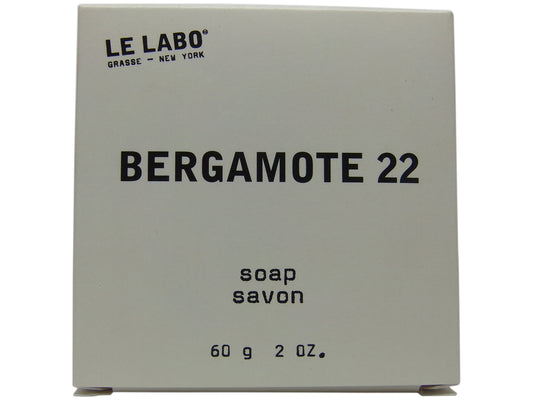 LE LABO®
GRASSE — NEW YORK
BERGAMOTE 22
soap
savon
60 g 2 OZ.